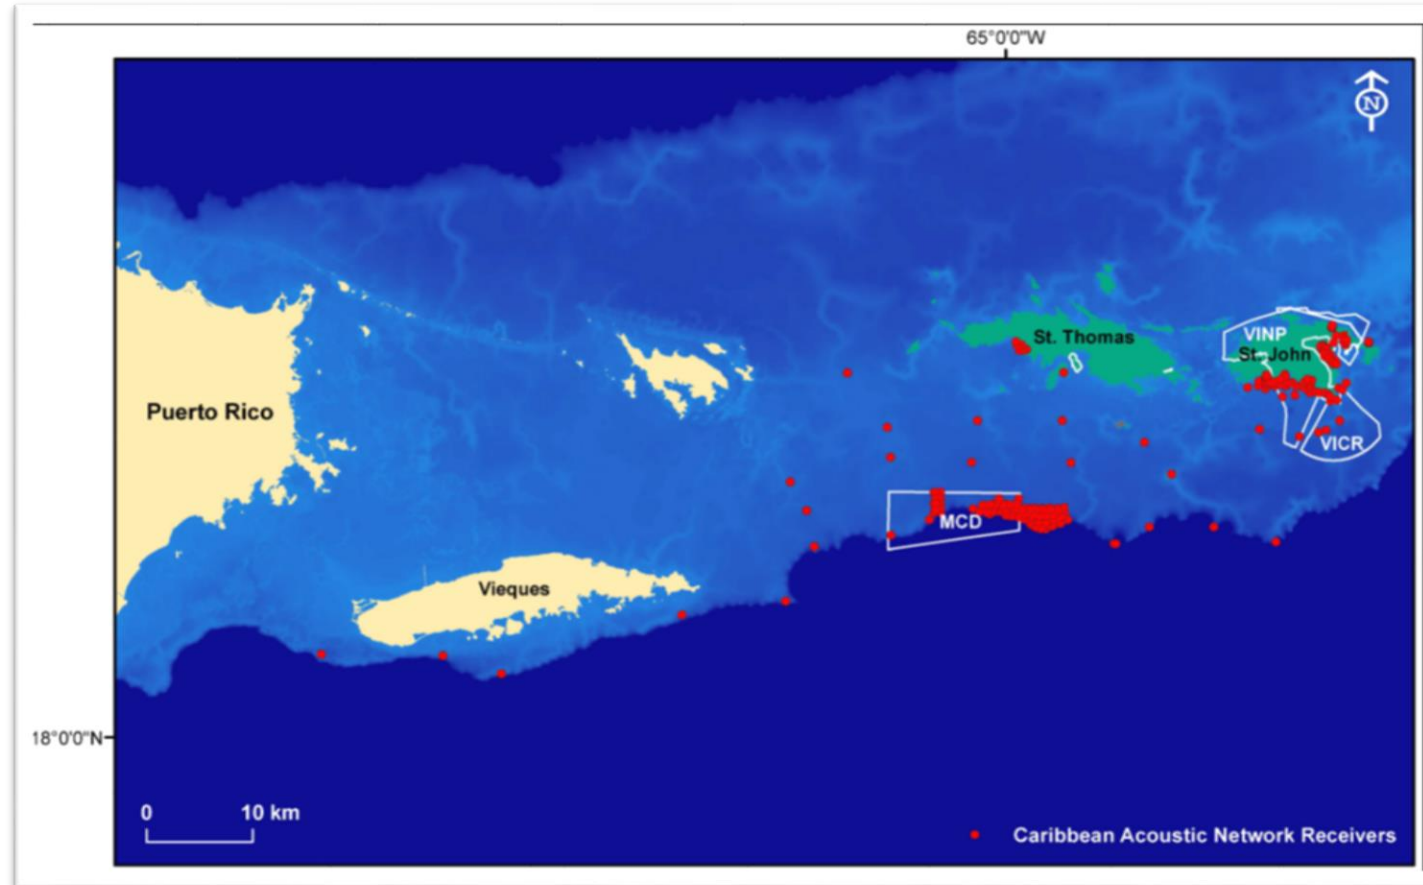 65°0'0"W
N
St. Thomas
VINP
St. John
Puerto Rico
VICR
MCD
Vieques
18°0'0"N
0 10 km
Caribbean Acoustic Network Receivers